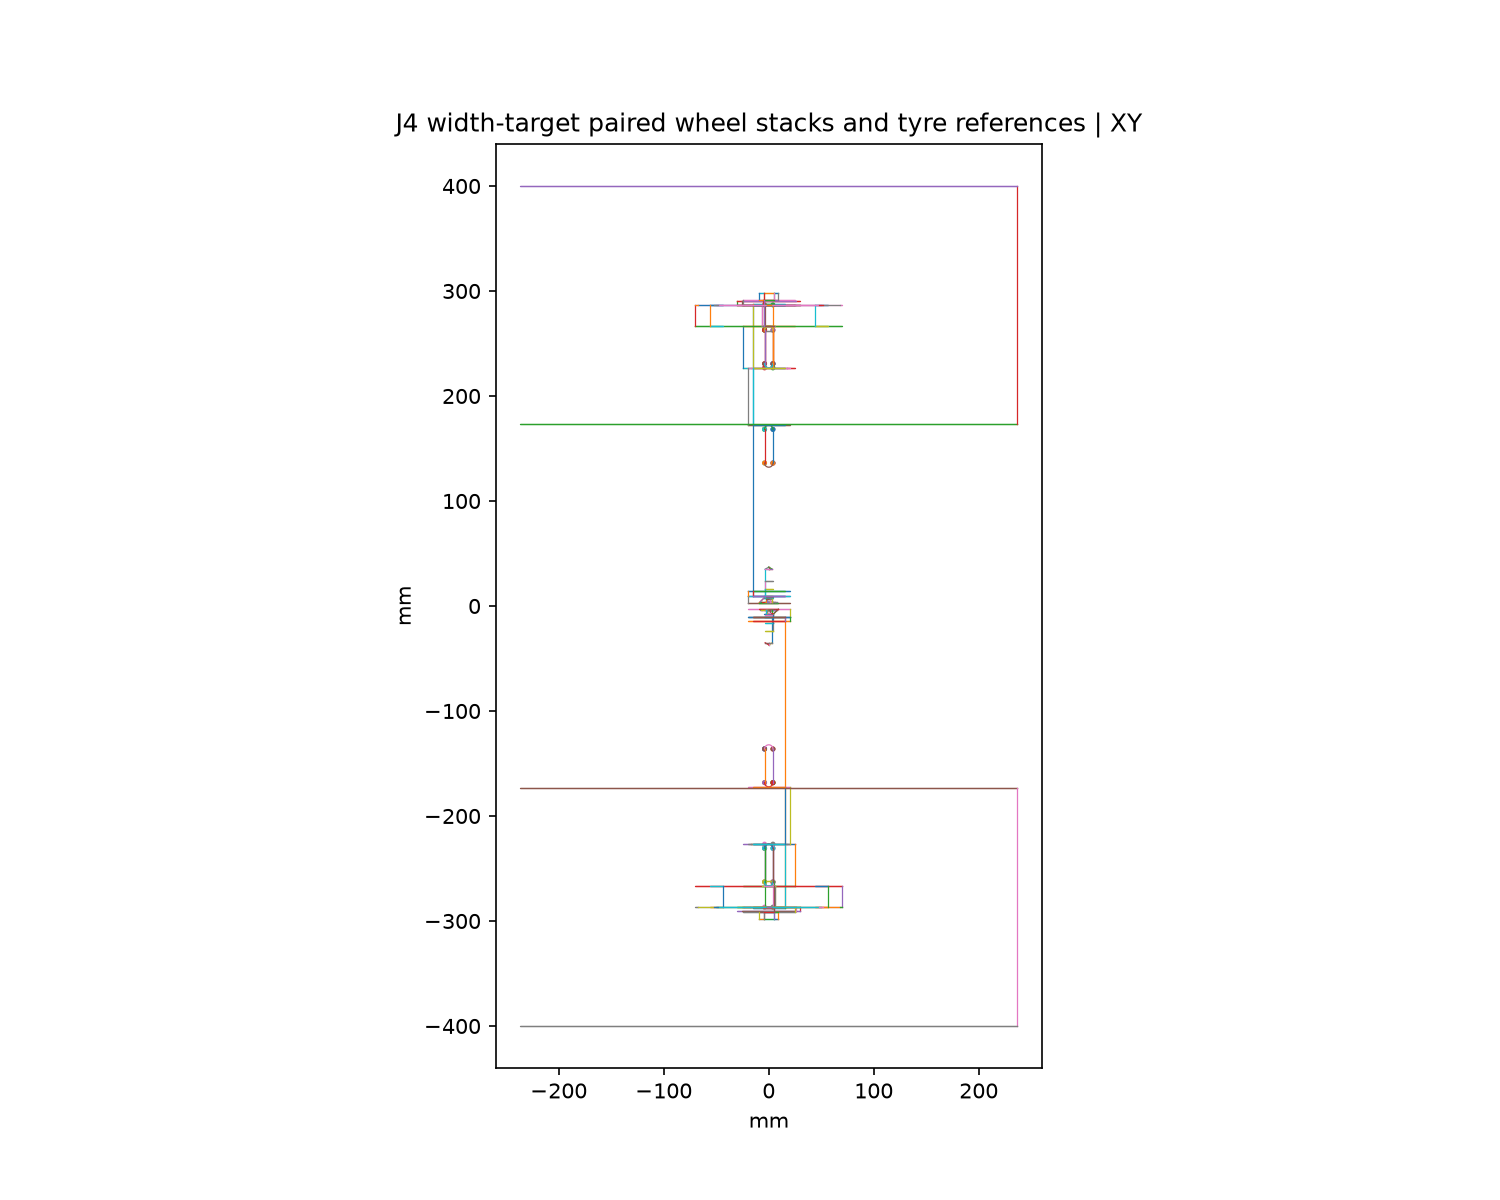 J4 width-target paired wheel stacks and tyre references | XY
400
300
200
100
0
−100
−200
−300
−400
mm
−200 −100 0 100 200
mm